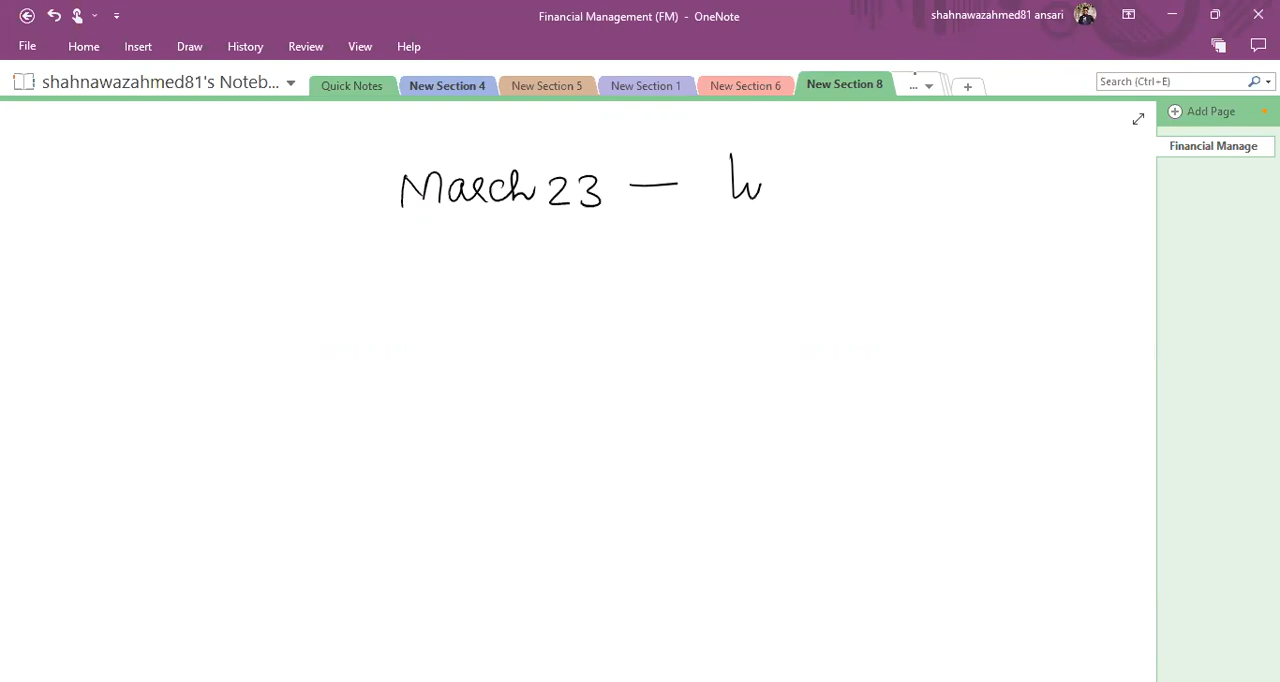 Financial Management (FM) - OneNote
shahnawazahmed81 ansari
File Home Insert Draw History Review View Help
shahnawazahmed81's Noteb... Quick Notes New Section 4 New Section 5 New Section 1 New Section 6 New Section 8 ... + Search (Ctrl+E)
Add Page
Financial Manage
March 23 —